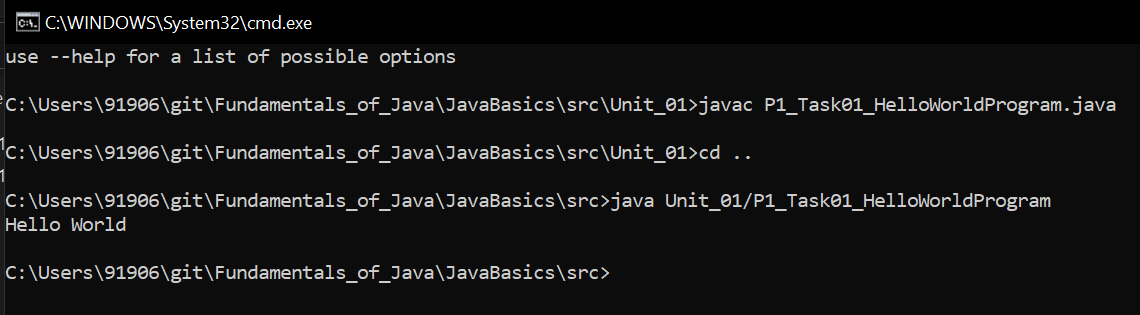 C:\WINDOWS\System32\cmd.exe
use --help for a list of possible options
C:\Users\91906\git\Fundamentals_of_Java\JavaBasics\src\Unit_01>javac P1_Task01_HelloWorldProgram.java
C:\Users\91906\git\Fundamentals_of_Java\JavaBasics\src\Unit_01>cd ..
C:\Users\91906\git\Fundamentals_of_Java\JavaBasics\src>java Unit_01/P1_Task01_HelloWorldProgram
Hello World
C:\Users\91906\git\Fundamentals_of_Java\JavaBasics\src>